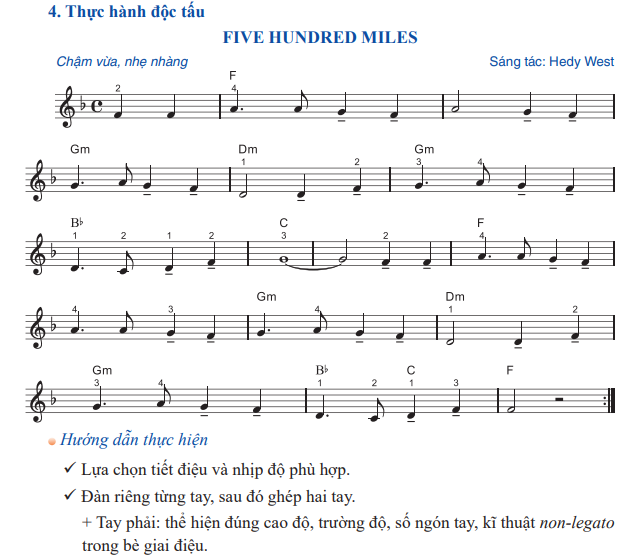 4. Thực hành độc tấu
FIVE HUNDRED MILES
Chậm vừa, nhẹ nhàng
Sáng tác: Hedy West
F
2 4
Gm Dm Gm
1 2 3 4
B♭ C F
1 2 1 2 3 2 4
Gm Dm
4 3 3 4 1 2
Gm B♭ C F
3 4 1 2 1 3
Hướng dẫn thực hiện
✓ Lựa chọn tiết điệu và nhịp độ phù hợp.
✓ Đàn riêng từng tay, sau đó ghép hai tay.
+ Tay phải: thể hiện đúng cao độ, trường độ, số ngón tay, kĩ thuật non-legato
trong bè giai điệu.